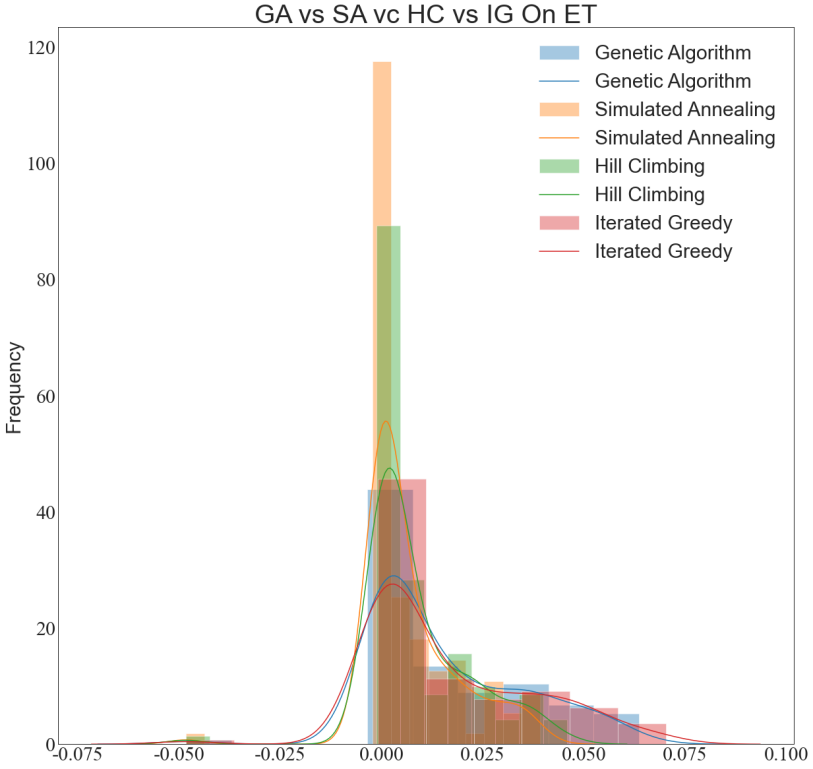 GA vs SA vc HC vs IG On ET
120
100
80
60
40
20
0
Frequency
Genetic Algorithm
Genetic Algorithm
Simulated Annealing
Simulated Annealing
Hill Climbing
Hill Climbing
Iterated Greedy
Iterated Greedy
-0.075 -0.050 -0.025 0.000 0.025 0.050 0.075 0.100